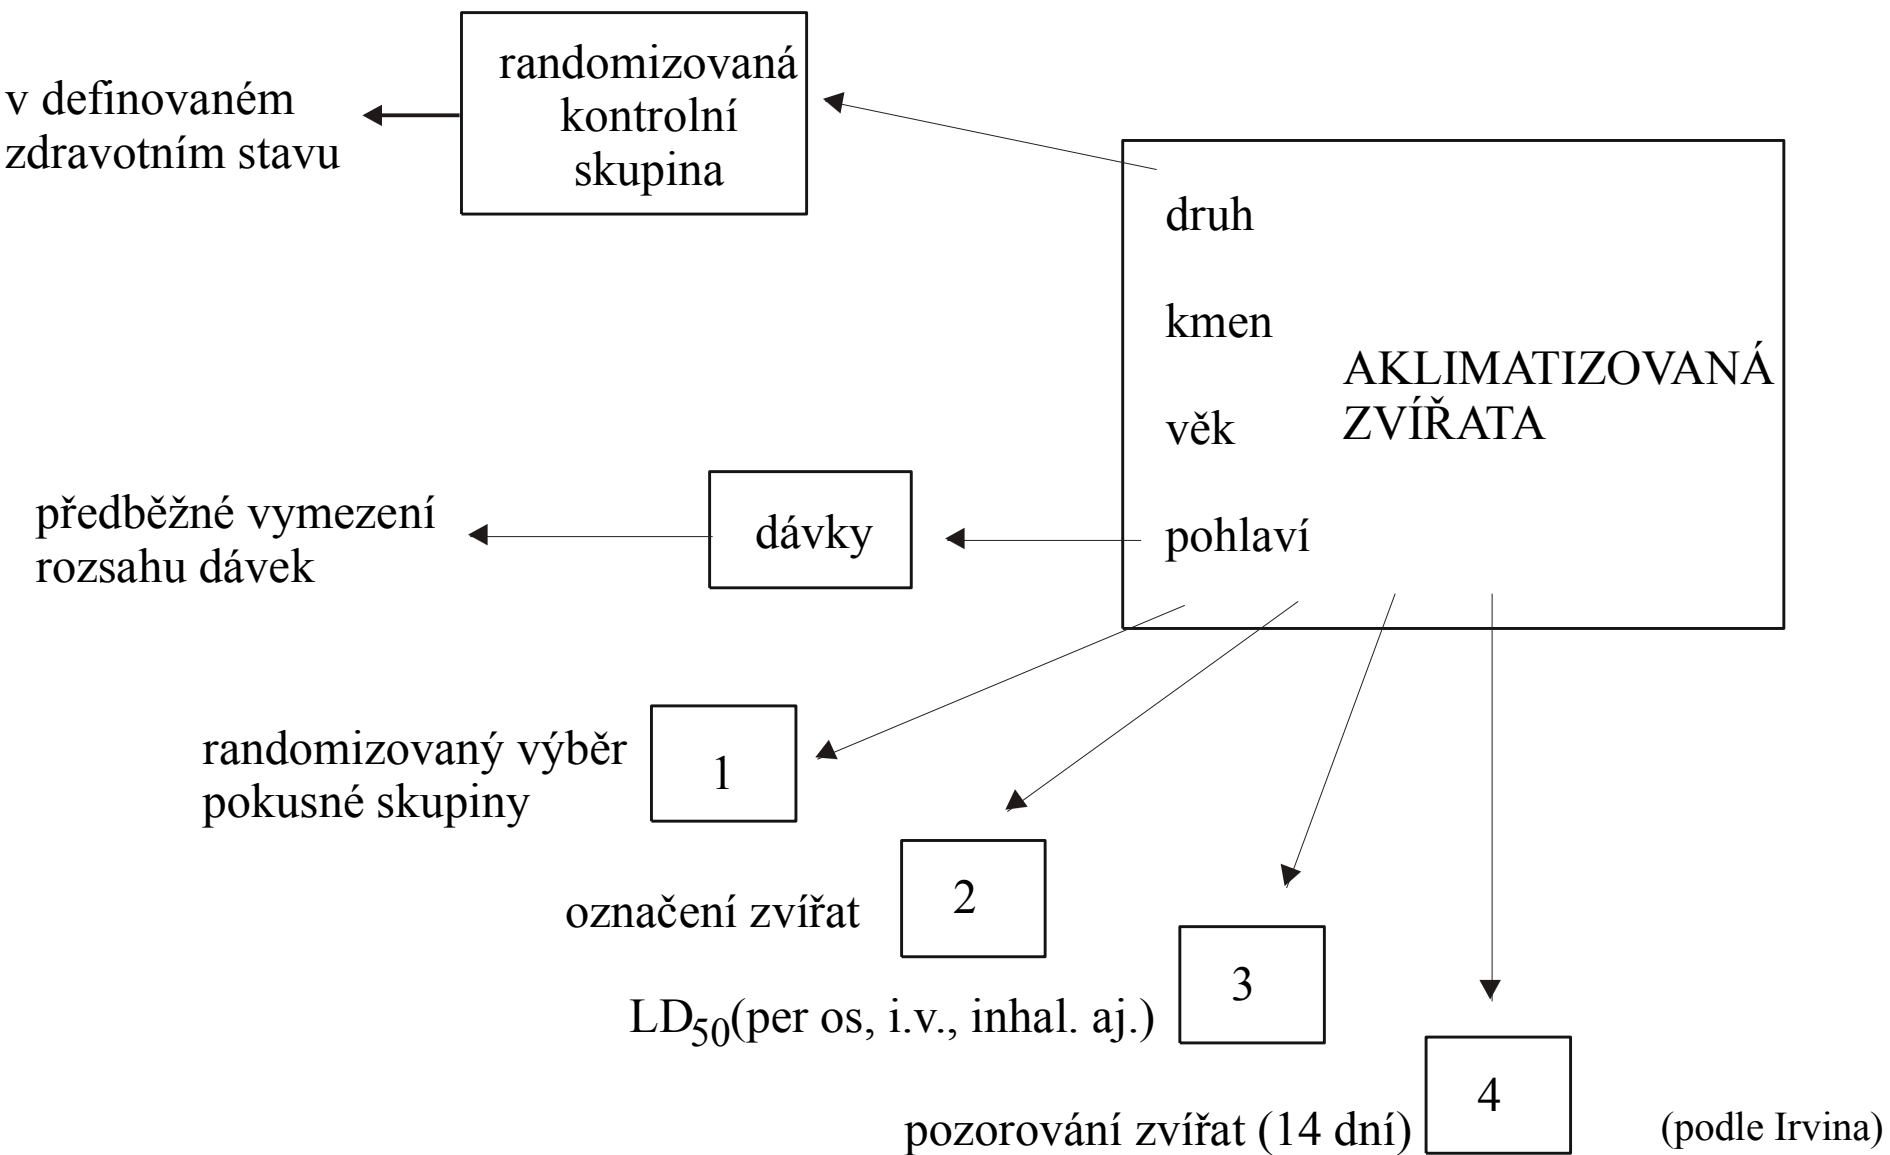 v definovaném
zdravotním stavu
randomizovaná
kontrolní
skupina
druh
kmen
věk
pohlaví
AKLIMATIZOVANÁ
ZVÍŘATA
předběžné vymezení
rozsahu dávek
dávky
randomizovaný výběr
pokusné skupiny
1
označení zvířat
2
LD50(per os, i.v., inhal. aj.)
3
pozorování zvířat (14 dní)
4
(podle Irvina)